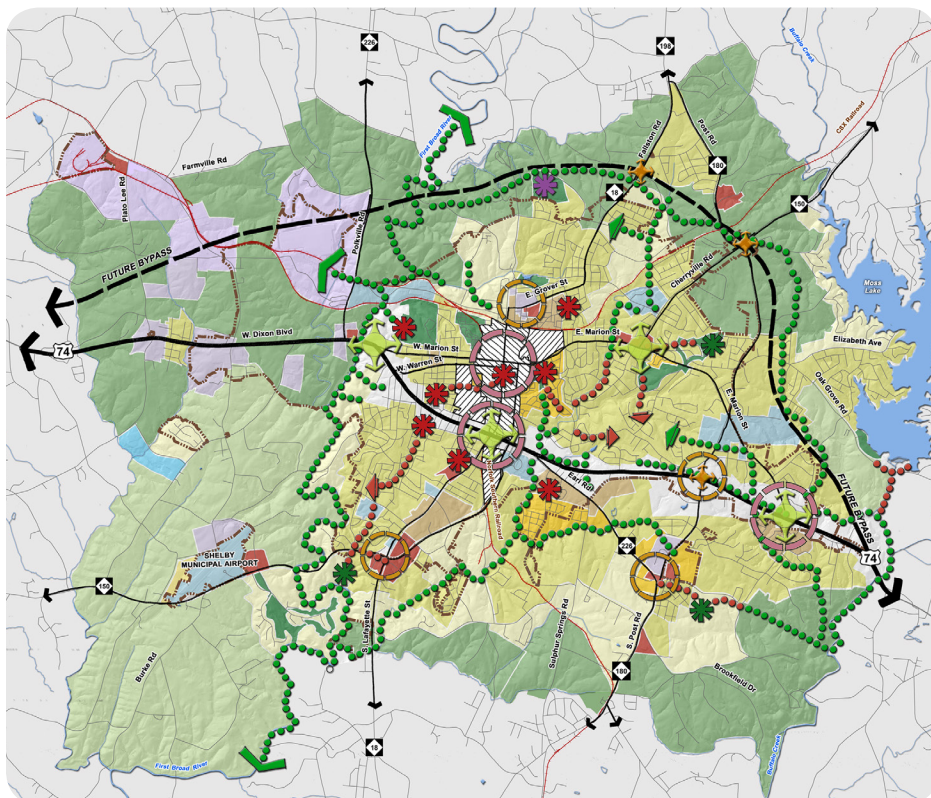 226
198
Buffalo Creek
CSX Railroad
First Broad River
Fallston Rd
Post Rd
Farmville Rd
180
Plato Lee Rd
18
150
Polkville Rd
FUTURE BYPASS
Cherryville Rd
Moss
Lake
E. Grover St
W. Dixon Blvd
E. Marion St
74
W. Marion St
Elizabeth Ave
W. Warren St
Oak Grove Rd
E. Marion St
Earl Rd
FUTURE BYPASS
SHELBY
MUNICIPAL AIRPORT
226
74
150
S. Lafayette St
Sulphur Springs Rd
S. Post Rd
Burke Rd
180
Brookfield Dr
18
First Broad River
Buffalo Creek